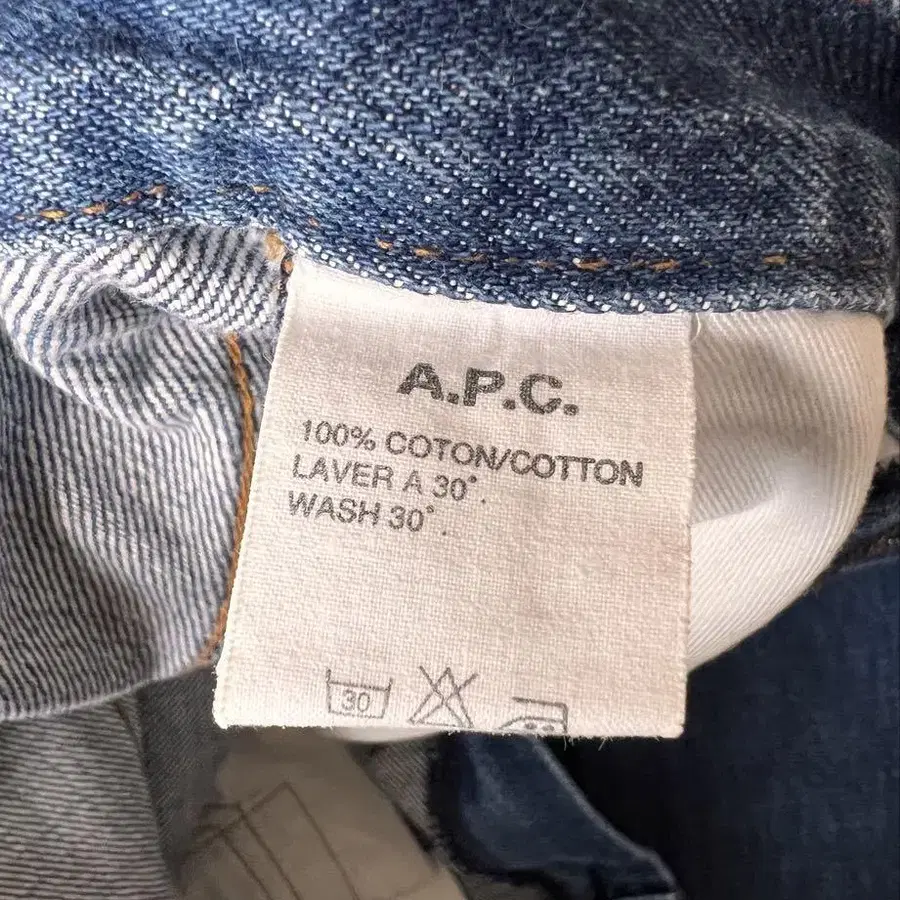 A.P.C.
100% COTON/COTTON
LAVER A 30°.
WASH 30°.
30